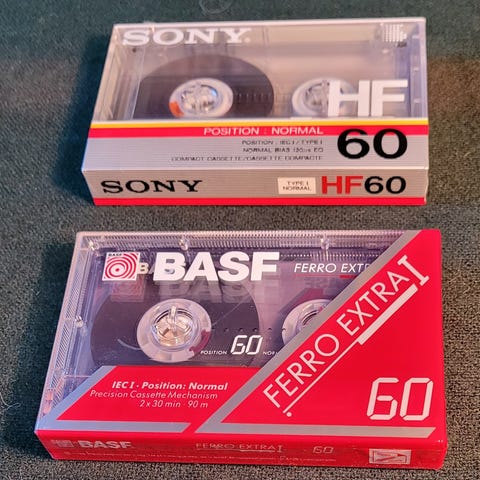 SONY
HF
POSITION : NORMAL
60
POSITION : IEC I / TYPE I
NORMAL BIAS 120μs EQ
COMPACT CASSETTE/CASSETTE COMPACTE
SONY
TYPE I
NORMAL
HF60
BASF
BASF
FERRO EXTRA I
FERRO EXTRA I
POSITION 60
IEC I - Position: Normal
Precision Cassette Mechanism
2 x 30 min · 90 m
60
BASF
FERRO EXTRA I
60